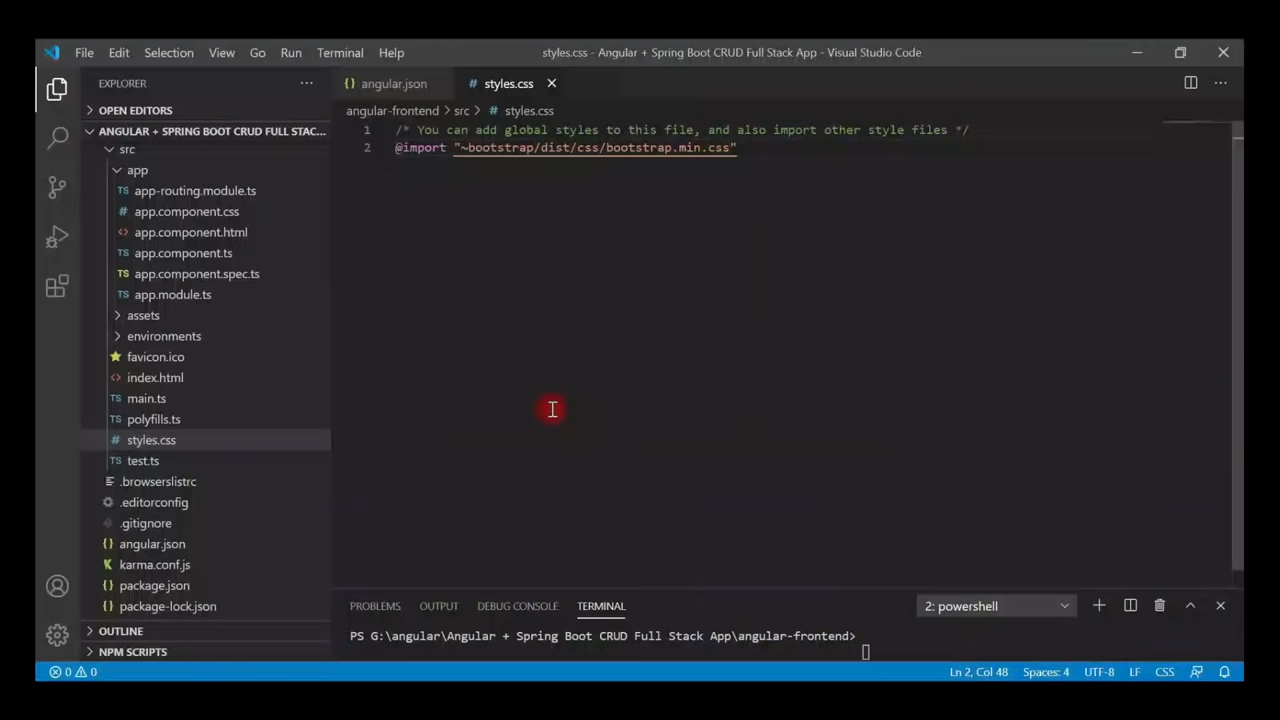 File Edit Selection View Go Run Terminal Help
styles.css - Angular + Spring Boot CRUD Full Stack App - Visual Studio Code
EXPLORER
OPEN EDITORS
ANGULAR + SPRING BOOT CRUD FULL STAC...
src
app
TS app-routing.module.ts
# app.component.css
<> app.component.html
TS app.component.ts
TS app.component.spec.ts
TS app.module.ts
assets
environments
favicon.ico
<> index.html
TS main.ts
TS polyfills.ts
# styles.css
TS test.ts
.browserslistrc
.editorconfig
.gitignore
{} angular.json
karma.conf.js
{} package.json
{} package-lock.json
OUTLINE
NPM SCRIPTS
{} angular.json # styles.css
angular-frontend > src > # styles.css
1 /* You can add global styles to this file, and also import other style files */
2 @import "~bootstrap/dist/css/bootstrap.min.css"
PROBLEMS OUTPUT DEBUG CONSOLE TERMINAL
2: powershell
PS G:\angular\Angular + Spring Boot CRUD Full Stack App\angular-frontend>
0 0
Ln 2, Col 48 Spaces: 4 UTF-8 LF CSS